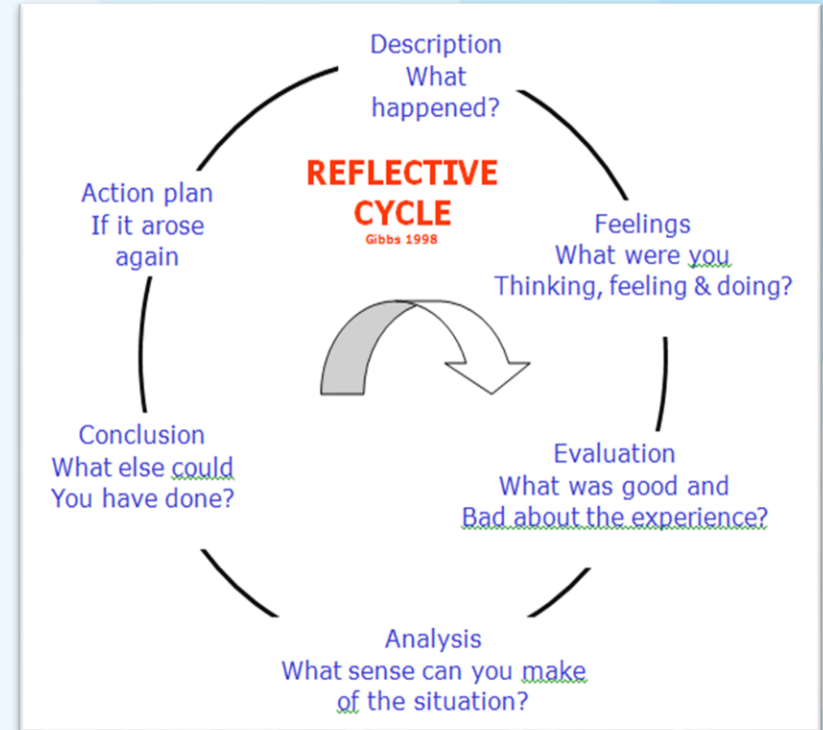 Description
What
happened?
REFLECTIVE
CYCLE
Gibbs 1998
Feelings
What were you
Thinking, feeling & doing?
Evaluation
What was good and
Bad about the experience?
Analysis
What sense can you make
of the situation?
Conclusion
What else could
You have done?
Action plan
If it arose
again